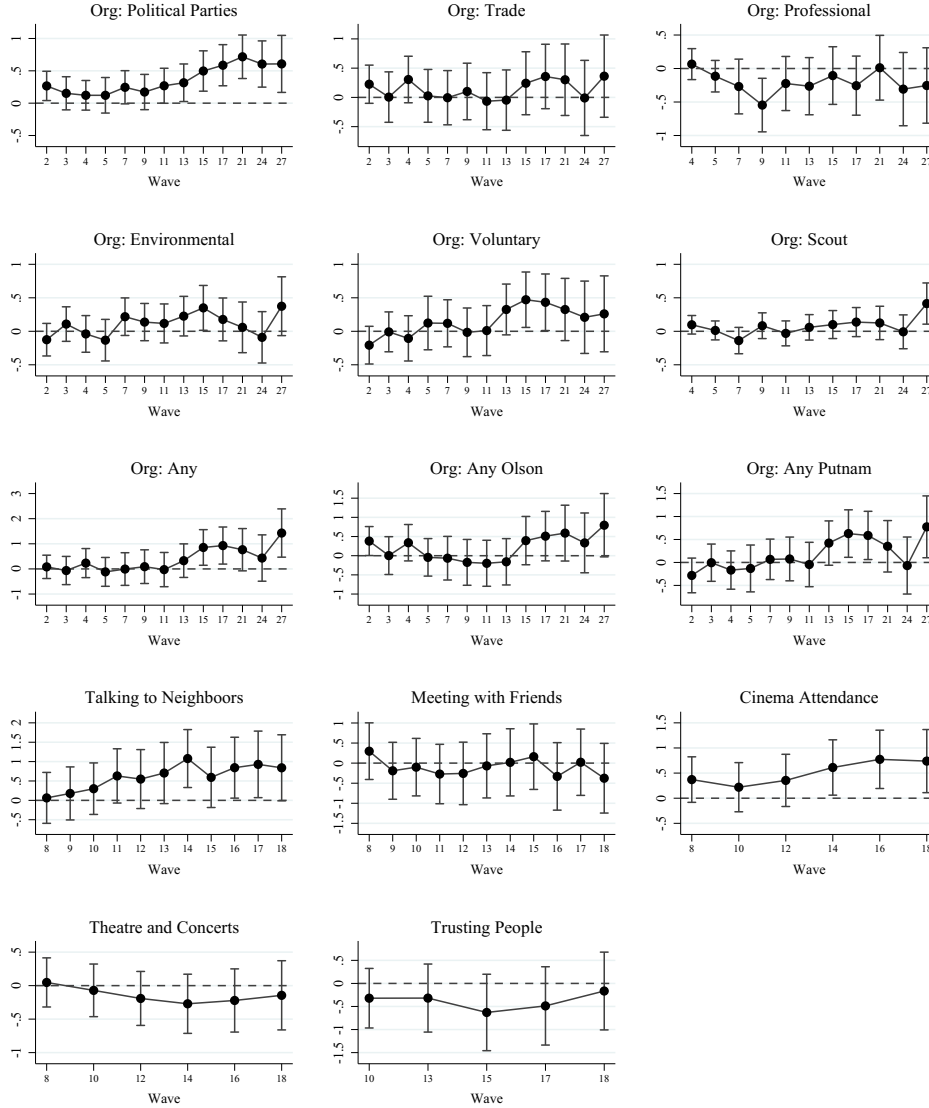 Org: Political Parties
1
.5
0
-.5
2 3 4 5 7 9 11 13 15 17 21 24 27
Wave
Org: Trade
1
.5
0
-.5
2 3 4 5 7 9 11 13 15 17 21 24 27
Wave
Org: Professional
.5
0
-.5
-1
4 5 7 9 11 13 15 17 21 24 27
Wave
Org: Environmental
1
.5
0
-.5
2 3 4 5 7 9 11 13 15 17 21 24 27
Wave
Org: Voluntary
1
.5
0
-.5
2 3 4 5 7 9 11 13 15 17 21 24 27
Wave
Org: Scout
1
.5
0
-.5
4 5 7 9 11 13 15 17 21 24 27
Wave
Org: Any
3
2
1
0
-1
2 3 4 5 7 9 11 13 15 17 21 24 27
Wave
Org: Any Olson
1.5
1
.5
0
-.5
-1
2 3 4 5 7 9 11 13 15 17 21 24 27
Wave
Org: Any Putnam
1.5
1
.5
0
-.5
2 3 4 5 7 9 11 13 15 17 21 24 27
Wave
Talking to Neighboors
2
1.5
1
.5
0
-.5
8 9 10 11 12 13 14 15 16 17 18
Wave
Meeting with Friends
1
.5
0
-.5
-1
-1.5
8 9 10 11 12 13 14 15 16 17 18
Wave
Cinema Attendance
1.5
1
.5
0
-.5
8 10 12 14 16 18
Wave
Theatre and Concerts
.5
0
-.5
-1
8 10 12 14 16 18
Wave
Trusting People
.5
0
-.5
-1
-1.5
10 13 15 17 18
Wave